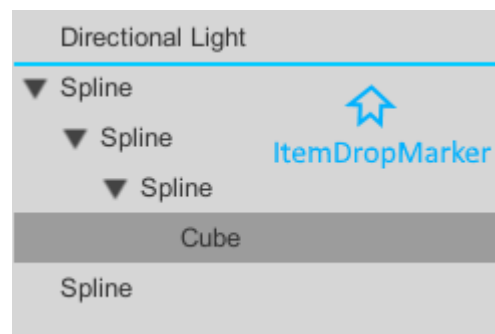 Directional Light
Spline
Spline
ItemDropMarker
Spline
Cube
Spline